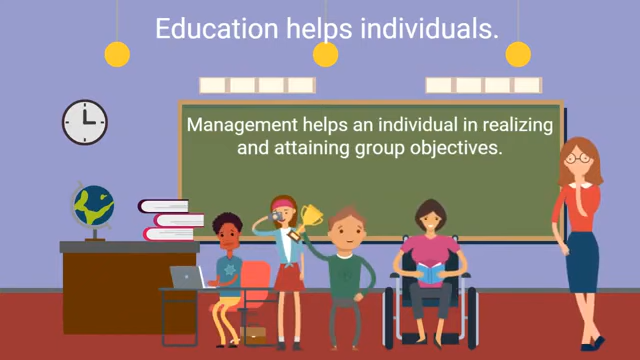 Education helps individuals.
Management helps an individual in realizing
and attaining group objectives.